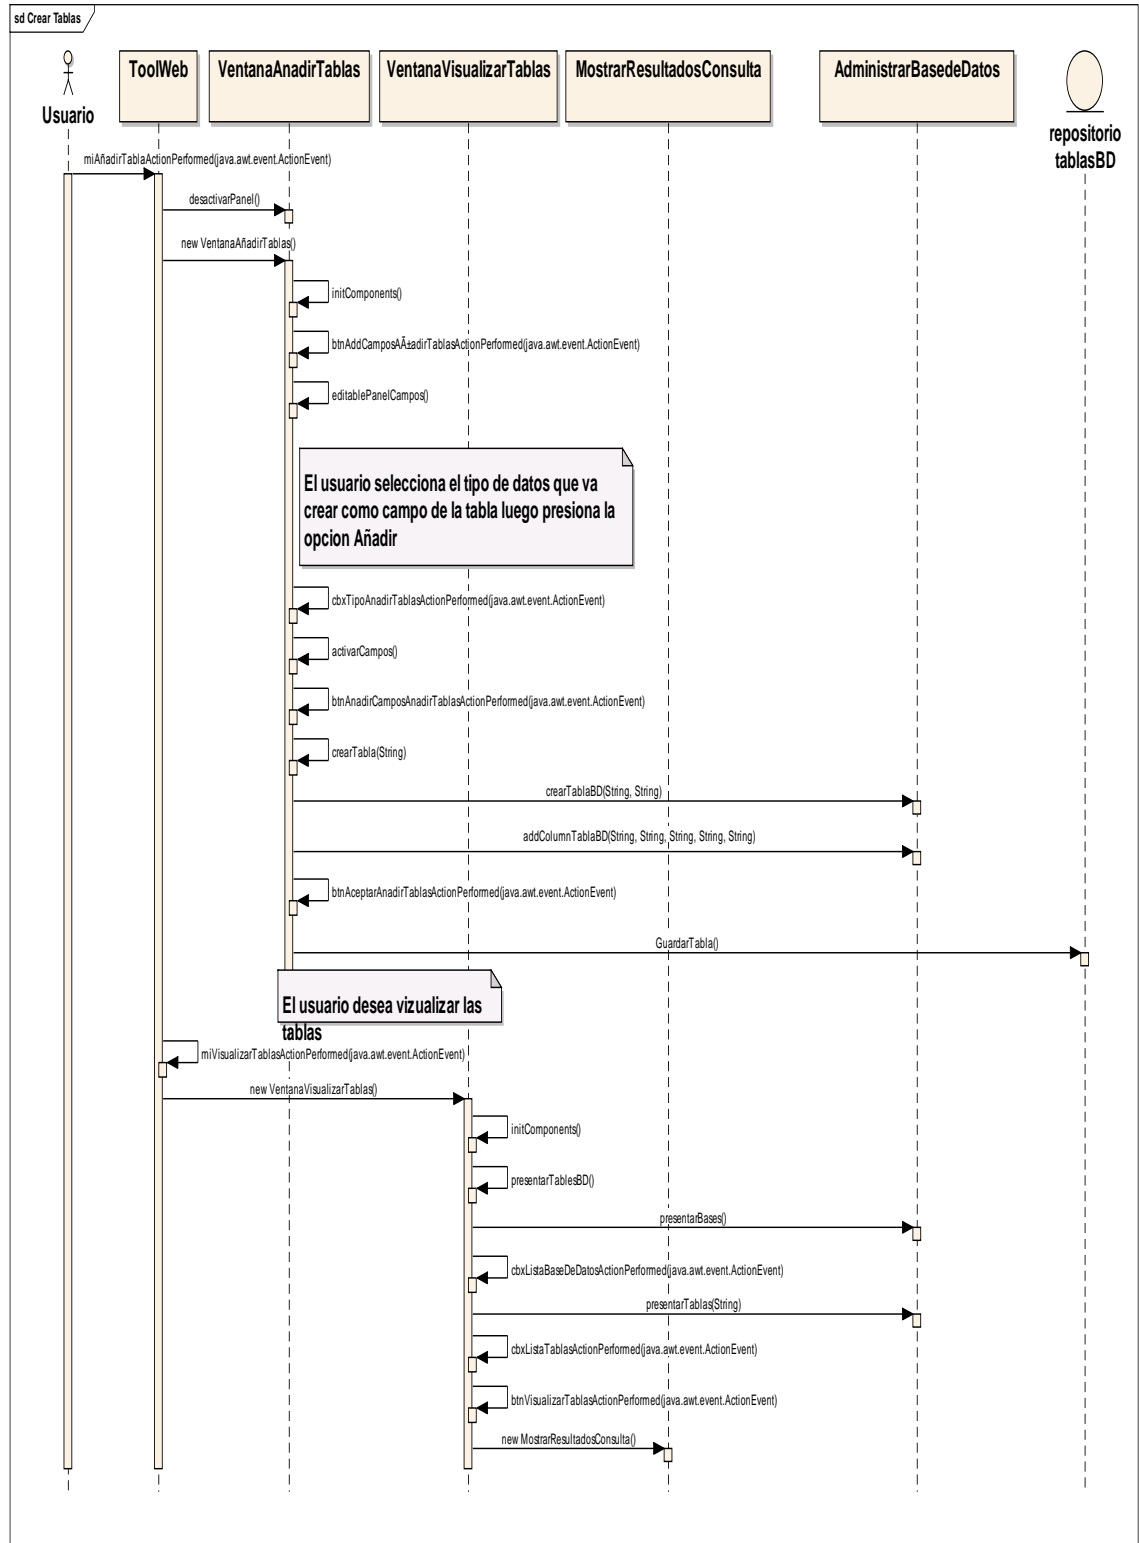 sd Crear Tablas
Usuario
ToolWeb
VentanaAnadirTablas
VentanaVisualizarTablas
MostrarResultadosConsulta
AdministrarBasedeDatos
repositorio
tablasBD
miAñadirTablaActionPerformed(java.awt.event.ActionEvent)
desactivarPanel()
new VentanaAñadirTablas()
initComponents()
btnAddCamposAÃ±adirTablasActionPerformed(java.awt.event.ActionEvent)
editablePanelCampos()
El usuario selecciona el tipo de datos que va
crear como campo de la tabla luego presiona la
opcion Añadir
cbxTipoAnadirTablasActionPerformed(java.awt.event.ActionEvent)
activarCampos()
btnAnadirCamposAnadirTablasActionPerformed(java.awt.event.ActionEvent)
crearTabla(String)
crearTablaBD(String, String)
addColumnTablaBD(String, String, String, String, String)
btnAceptarAnadirTablasActionPerformed(java.awt.event.ActionEvent)
GuardarTabla()
El usuario desea vizualizar las
tablas
miVisualizarTablasActionPerformed(java.awt.event.ActionEvent)
new VentanaVisualizarTablas()
initComponents()
presentarTablesBD()
presentarBases()
cbxListaBaseDeDatosActionPerformed(java.awt.event.ActionEvent)
presentarTablas(String)
cbxListaTablasActionPerformed(java.awt.event.ActionEvent)
btnVisualizarTablasActionPerformed(java.awt.event.ActionEvent)
new MostrarResultadosConsulta()